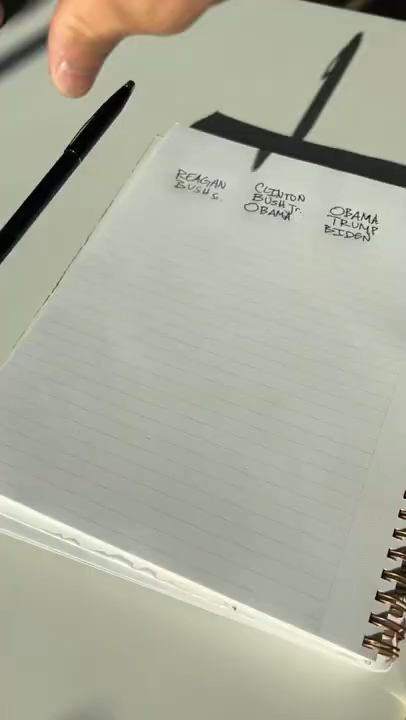 REAGAN
BUSH S.
CLINTON
BUSH Jr.
OBAMA
OBAMA
TRUMP
BIDEN